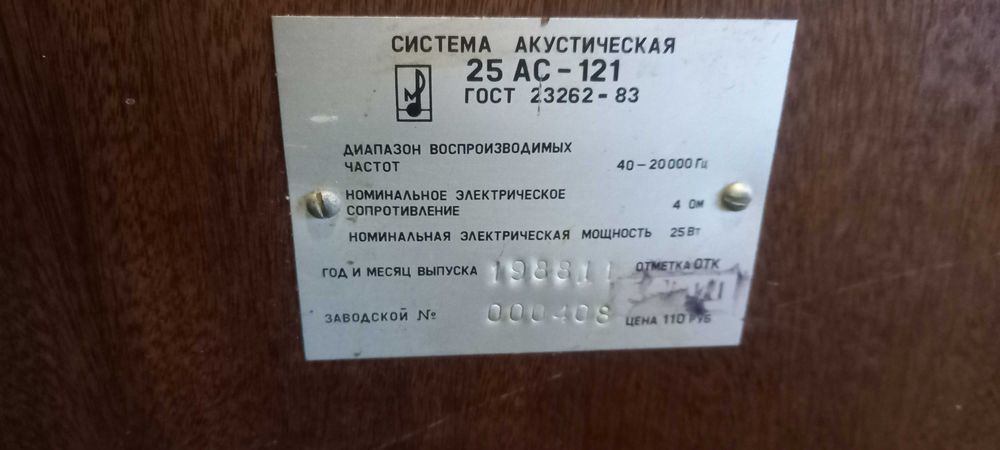 СИСТЕМА АКУСТИЧЕСКАЯ
25 АС-121
ГОСТ 23262-83
ДИАПАЗОН ВОСПРОИЗВОДИМЫХ
ЧАСТОТ 40-20000 Гц
НОМИНАЛЬНОЕ ЭЛЕКТРИЧЕСКОЕ
СОПРОТИВЛЕНИЕ 4 Ом
НОМИНАЛЬНАЯ ЭЛЕКТРИЧЕСКАЯ МОЩНОСТЬ 25 Вт
ГОД И МЕСЯЦ ВЫПУСКА 198811 ОТМЕТКА ОТК
ЗАВОДСКОЙ № 000408 ЦЕНА 110 РУБ